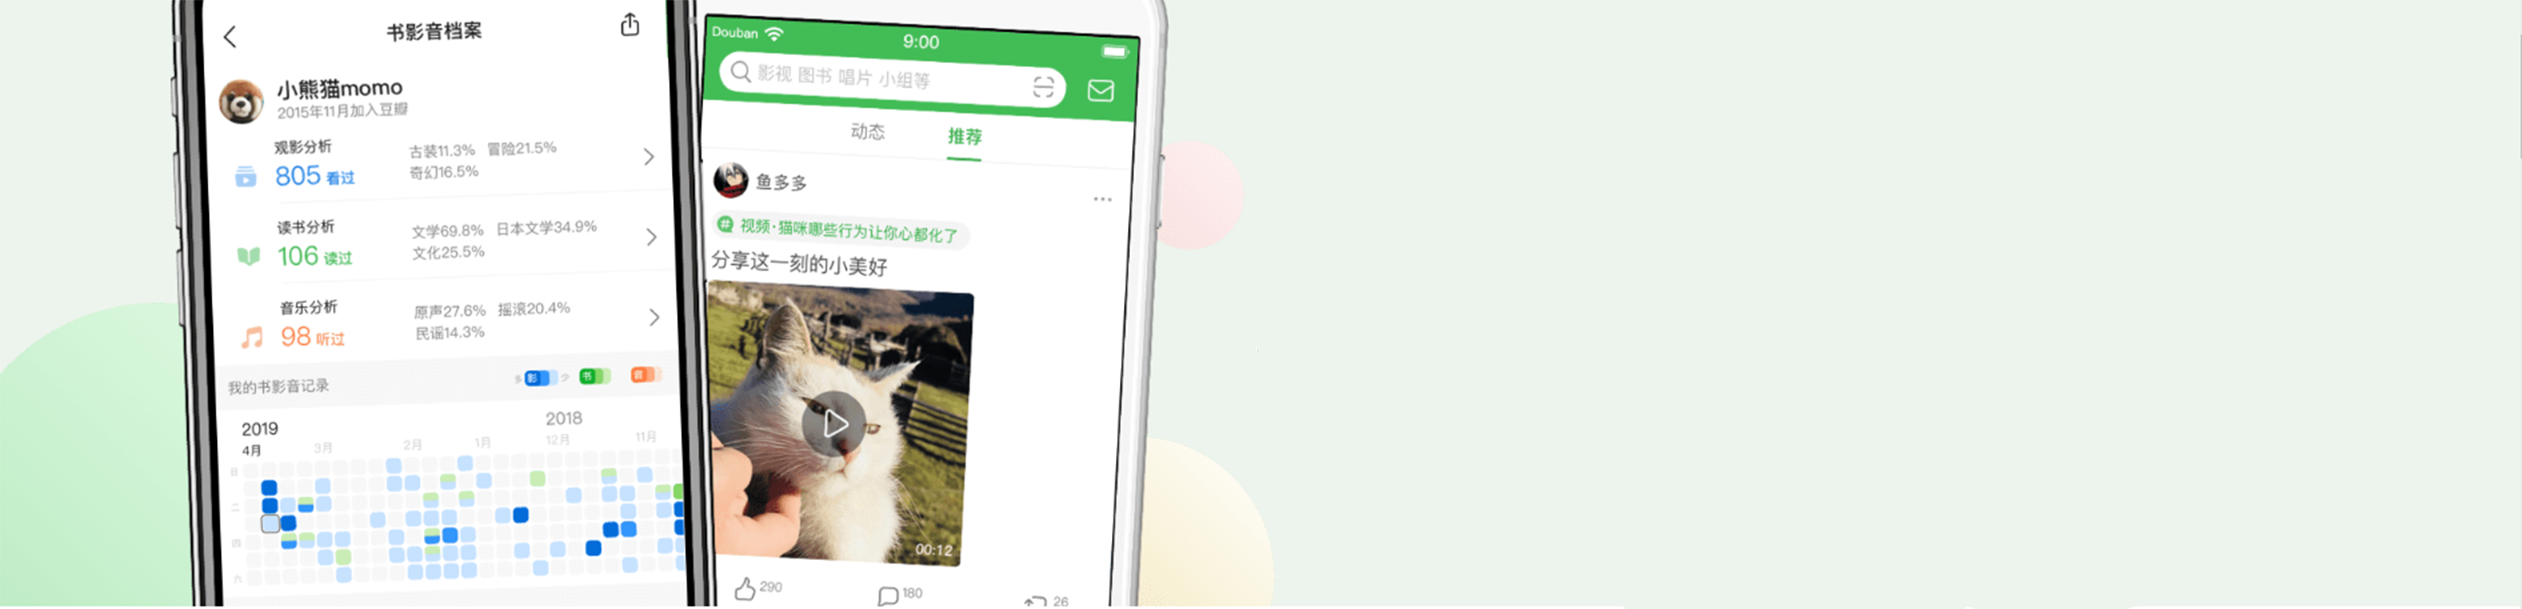 书影音档案
小熊猫momo
2015年11月加入豆瓣
观影分析
805 看过
古装11.3% 冒险21.5%
奇幻16.5%
读书分析
106 读过
文学69.8% 日本文学34.9%
文化25.5%
音乐分析
98 听过
原声27.6% 摇滚20.4%
民谣14.3%
我的书影音记录
多 影 少 书 音
2019 2018
4月 3月 2月 1月 12月 11月
日
二
四
六
Douban 9:00
影视 图书 唱片 小组等
动态 推荐
鱼多多
# 视频·猫咪哪些行为让你心都化了
分享这一刻的小美好
00:12
290 180 26